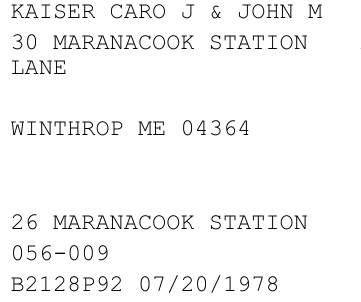 KAISER CARO J & JOHN M
30 MARANACOOK STATION
LANE
WINTHROP ME 04364
26 MARANACOOK STATION
056-009
B2128P92 07/20/1978